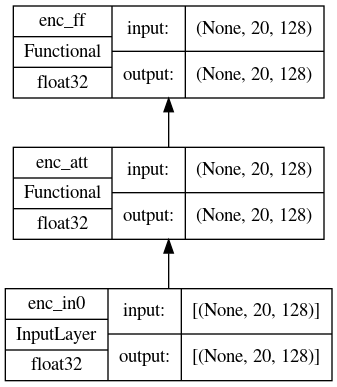 enc_ff
Functional
float32
input:
(None, 20, 128)
output:
(None, 20, 128)
enc_att
Functional
float32
input:
(None, 20, 128)
output:
(None, 20, 128)
enc_in0
InputLayer
float32
input:
[(None, 20, 128)]
output:
[(None, 20, 128)]